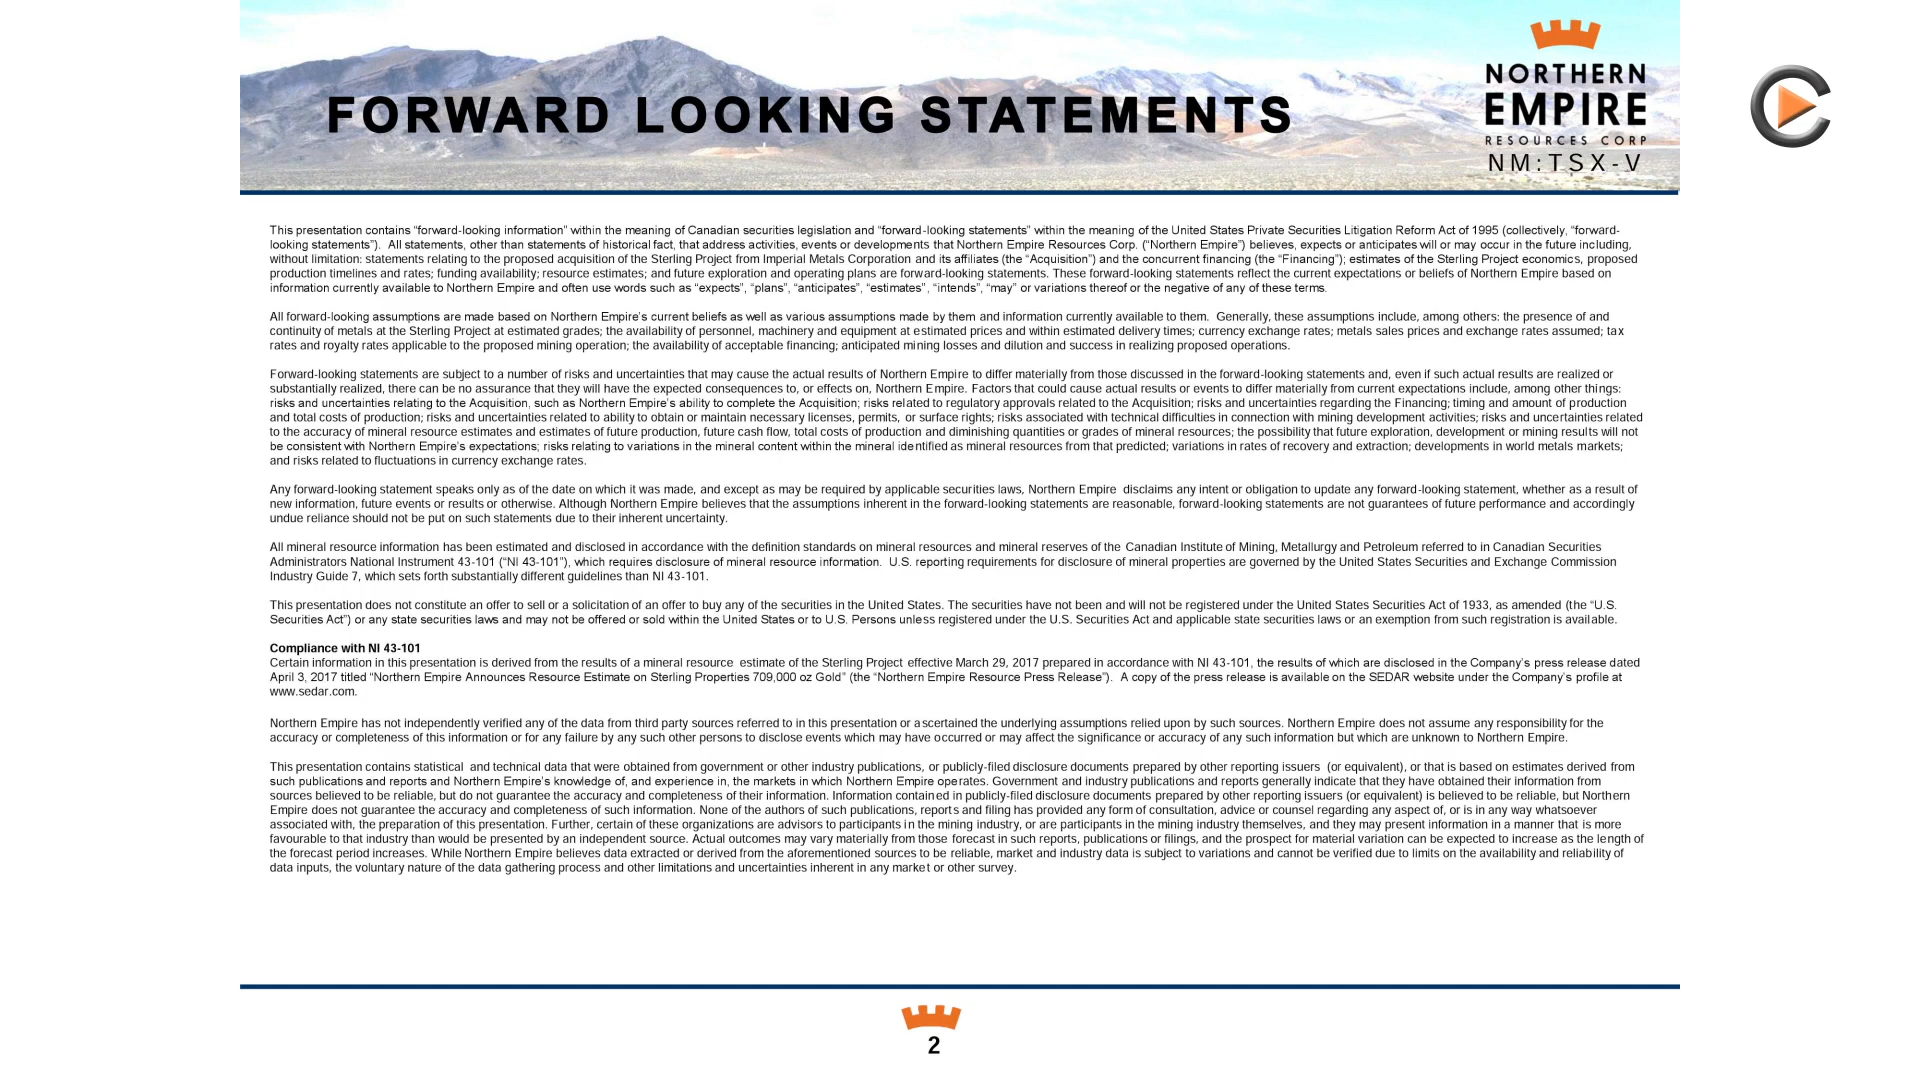 FORWARD LOOKING STATEMENTS
NORTHERN
EMPIRE
RESOURCES CORP
NM:TSX-V
This presentation contains “forward-looking information” within the meaning of Canadian securities legislation and “forward-looking statements” within the meaning of the United States Private Securities Litigation Reform Act of 1995 (collectively, “forward-
looking statements”). All statements, other than statements of historical fact, that address activities, events or developments that Northern Empire Resources Corp. (“Northern Empire”) believes, expects or anticipates will or may occur in the future including,
without limitation: statements relating to the proposed acquisition of the Sterling Project from Imperial Metals Corporation and its affiliates (the “Acquisition”) and the concurrent financing (the “Financing”); estimates of the Sterling Project economics, proposed
production timelines and rates; funding availability; resource estimates; and future exploration and operating plans are forward-looking statements. These forward-looking statements reflect the current expectations or beliefs of Northern Empire based on
information currently available to Northern Empire and often use words such as “expects”, “plans”, “anticipates”, “estimates”, “intends”, “may” or variations thereof or the negative of any of these terms.
All forward-looking assumptions are made based on Northern Empire’s current beliefs as well as various assumptions made by them and information currently available to them. Generally, these assumptions include, among others: the presence of and
continuity of metals at the Sterling Project at estimated grades; the availability of personnel, machinery and equipment at estimated prices and within estimated delivery times; currency exchange rates; metals sales prices and exchange rates assumed; tax
rates and royalty rates applicable to the proposed mining operation; the availability of acceptable financing; anticipated mining losses and dilution and success in realizing proposed operations.
Forward-looking statements are subject to a number of risks and uncertainties that may cause the actual results of Northern Empire to differ materially from those discussed in the forward-looking statements and, even if such actual results are realized or
substantially realized, there can be no assurance that they will have the expected consequences to, or effects on, Northern Empire. Factors that could cause actual results or events to differ materially from current expectations include, among other things:
risks and uncertainties relating to the Acquisition, such as Northern Empire’s ability to complete the Acquisition; risks related to regulatory approvals related to the Acquisition; risks and uncertainties regarding the Financing; timing and amount of production
and total costs of production; risks and uncertainties related to ability to obtain or maintain necessary licenses, permits, or surface rights; risks associated with technical difficulties in connection with mining development activities; risks and uncertainties related
to the accuracy of mineral resource estimates and estimates of future production, future cash flow, total costs of production and diminishing quantities or grades of mineral resources; the possibility that future exploration, development or mining results will not
be consistent with Northern Empire’s expectations; risks relating to variations in the mineral content within the mineral identified as mineral resources from that predicted; variations in rates of recovery and extraction; developments in world metals markets;
and risks related to fluctuations in currency exchange rates.
Any forward-looking statement speaks only as of the date on which it was made, and except as may be required by applicable securities laws, Northern Empire disclaims any intent or obligation to update any forward-looking statement, whether as a result of
new information, future events or results or otherwise. Although Northern Empire believes that the assumptions inherent in the forward-looking statements are reasonable, forward-looking statements are not guarantees of future performance and accordingly
undue reliance should not be put on such statements due to their inherent uncertainty.
All mineral resource information has been estimated and disclosed in accordance with the definition standards on mineral resources and mineral reserves of the Canadian Institute of Mining, Metallurgy and Petroleum referred to in Canadian Securities
Administrators National Instrument 43-101 (“NI 43-101”), which requires disclosure of mineral resource information. U.S. reporting requirements for disclosure of mineral properties are governed by the United States Securities and Exchange Commission
Industry Guide 7, which sets forth substantially different guidelines than NI 43-101.
This presentation does not constitute an offer to sell or a solicitation of an offer to buy any of the securities in the United States. The securities have not been and will not be registered under the United States Securities Act of 1933, as amended (the “U.S.
Securities Act”) or any state securities laws and may not be offered or sold within the United States or to U.S. Persons unless registered under the U.S. Securities Act and applicable state securities laws or an exemption from such registration is available.
Compliance with NI 43-101
Certain information in this presentation is derived from the results of a mineral resource estimate of the Sterling Project effective March 29, 2017 prepared in accordance with NI 43-101, the results of which are disclosed in the Company’s press release dated
April 3, 2017 titled “Northern Empire Announces Resource Estimate on Sterling Properties 709,000 oz Gold” (the “Northern Empire Resource Press Release”). A copy of the press release is available on the SEDAR website under the Company’s profile at
www.sedar.com.
Northern Empire has not independently verified any of the data from third party sources referred to in this presentation or ascertained the underlying assumptions relied upon by such sources. Northern Empire does not assume any responsibility for the
accuracy or completeness of this information or for any failure by any such other persons to disclose events which may have occurred or may affect the significance or accuracy of any such information but which are unknown to Northern Empire.
This presentation contains statistical and technical data that were obtained from government or other industry publications, or publicly-filed disclosure documents prepared by other reporting issuers (or equivalent), or that is based on estimates derived from
such publications and reports and Northern Empire’s knowledge of, and experience in, the markets in which Northern Empire operates. Government and industry publications and reports generally indicate that they have obtained their information from
sources believed to be reliable, but do not guarantee the accuracy and completeness of their information. Information contained in publicly-filed disclosure documents prepared by other reporting issuers (or equivalent) is believed to be reliable, but Northern
Empire does not guarantee the accuracy and completeness of such information. None of the authors of such publications, reports and filing has provided any form of consultation, advice or counsel regarding any aspect of, or is in any way whatsoever
associated with, the preparation of this presentation. Further, certain of these organizations are advisors to participants in the mining industry, or are participants in the mining industry themselves, and they may present information in a manner that is more
favourable to that industry than would be presented by an independent source. Actual outcomes may vary materially from those forecast in such reports, publications or filings, and the prospect for material variation can be expected to increase as the length of
the forecast period increases. While Northern Empire believes data extracted or derived from the aforementioned sources to be reliable, market and industry data is subject to variations and cannot be verified due to limits on the availability and reliability of
data inputs, the voluntary nature of the data gathering process and other limitations and uncertainties inherent in any market or other survey.
2